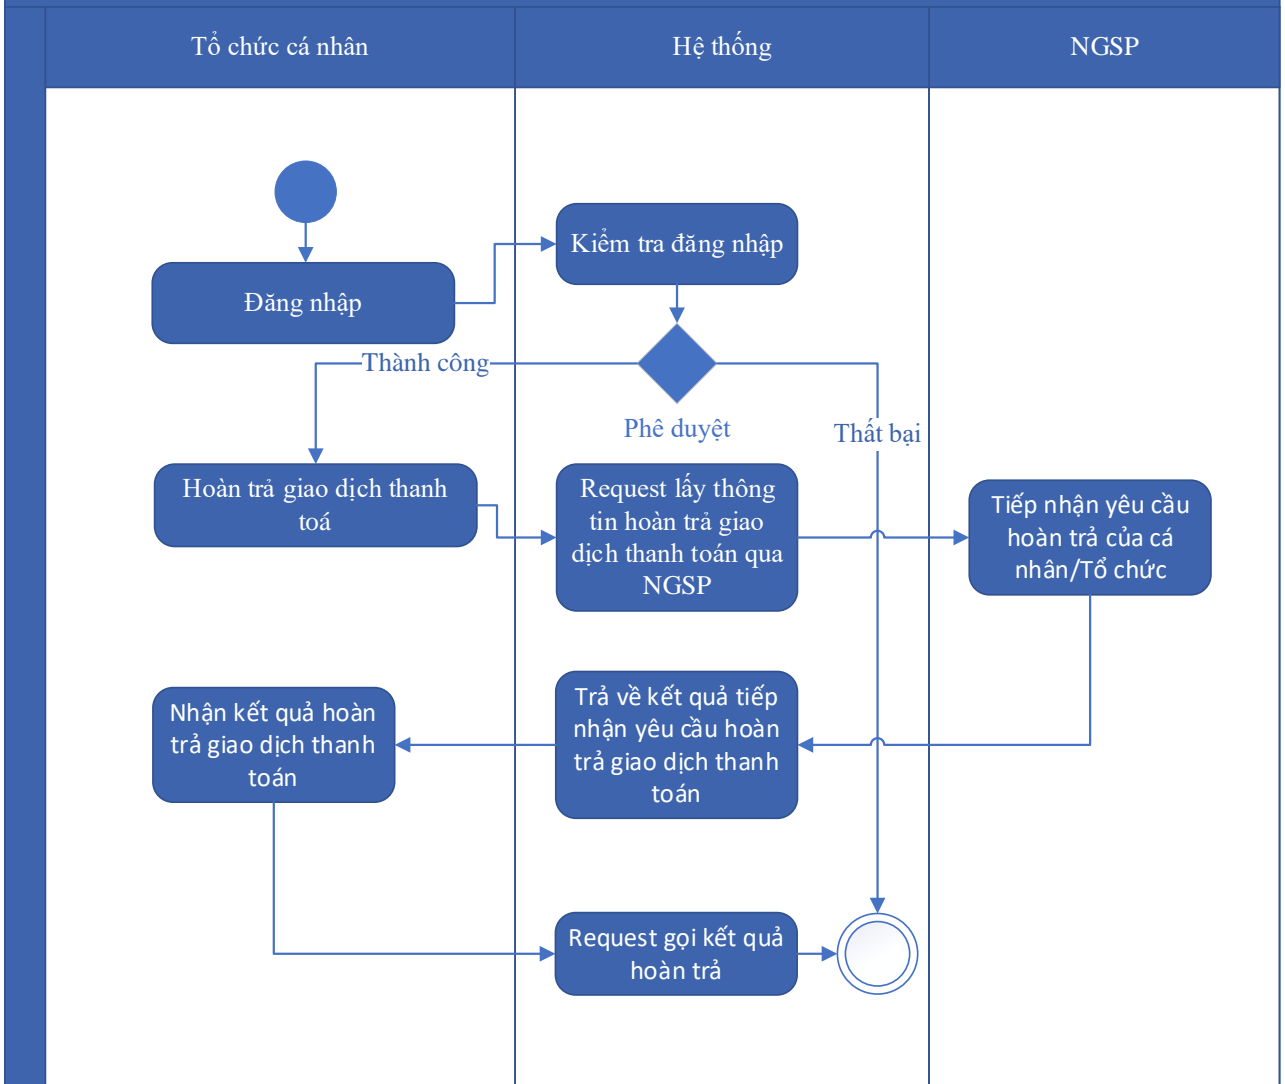 Tổ chức cá nhân
Hệ thống
NGSP
Kiểm tra đăng nhập
Đăng nhập
Thành công
Phê duyệt
Thất bại
Hoàn trả giao dịch thanh
toá
Request lấy thông
tin hoàn trả giao
dịch thanh toán qua
NGSP
Tiếp nhận yêu cầu
hoàn trả của cá
nhân/Tổ chức
Nhận kết quả hoàn
trả giao dịch thanh
toán
Trả về kết quả tiếp
nhận yêu cầu hoàn
trả giao dịch thanh
toán
Request gọi kết quả
hoàn trả